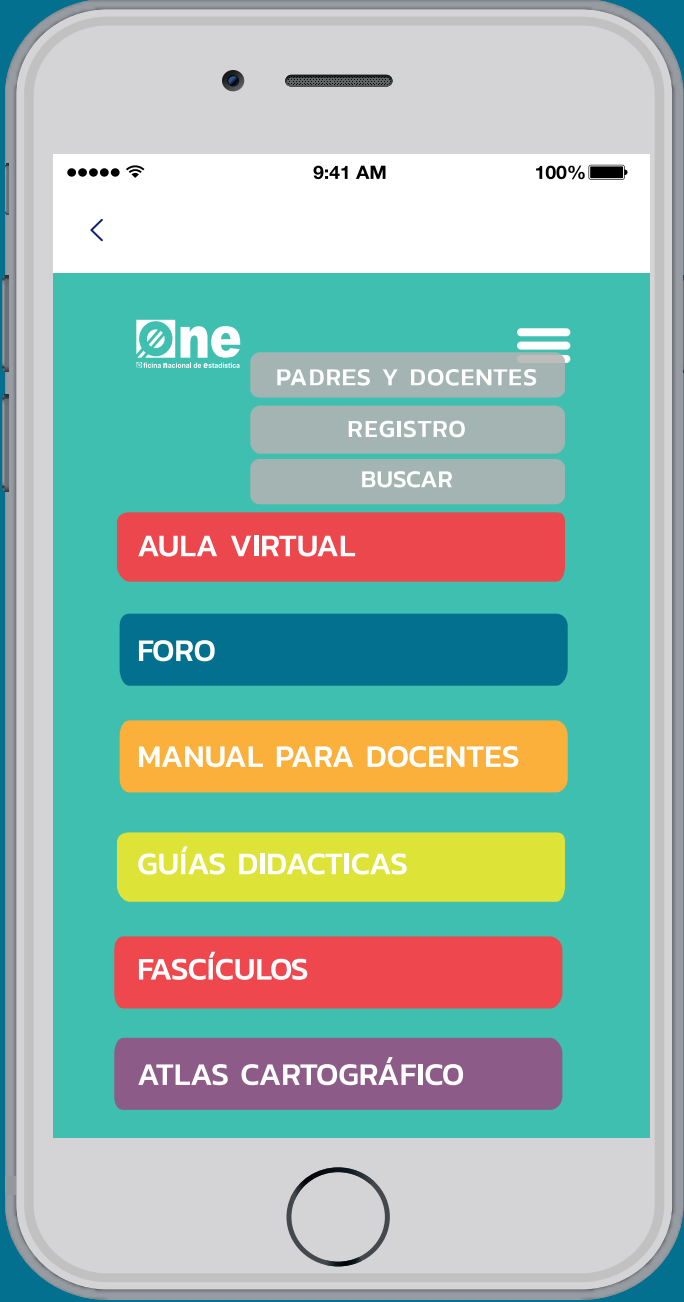 9:41 AM
100%
One
Oficina Nacional de Estadística
PADRES Y DOCENTES
REGISTRO
BUSCAR
AULA VIRTUAL
FORO
MANUAL PARA DOCENTES
GUÍAS DIDACTICAS
FASCÍCULOS
ATLAS CARTOGRÁFICO